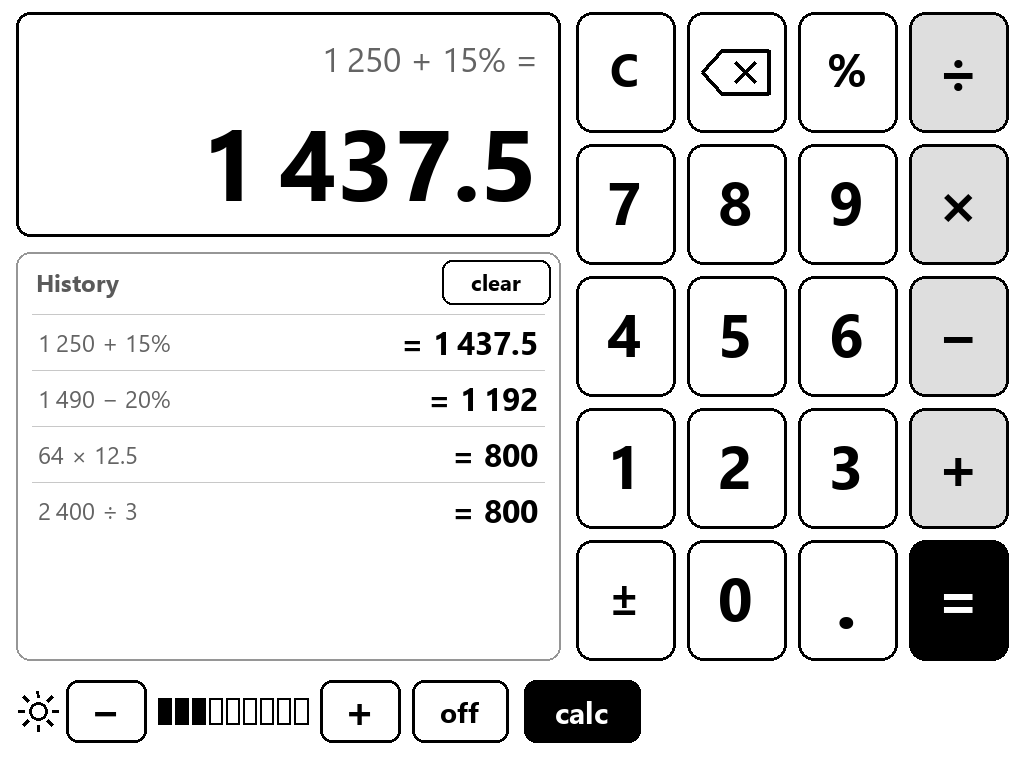 1 250 + 15% =
1 437.5
History
clear
1 250 + 15%
= 1 437.5
1 490 − 20%
= 1 192
64 × 12.5
= 800
2 400 ÷ 3
= 800
C % ÷
7 8 9 ×
4 5 6 −
1 2 3 +
± 0 . =
− + off calc